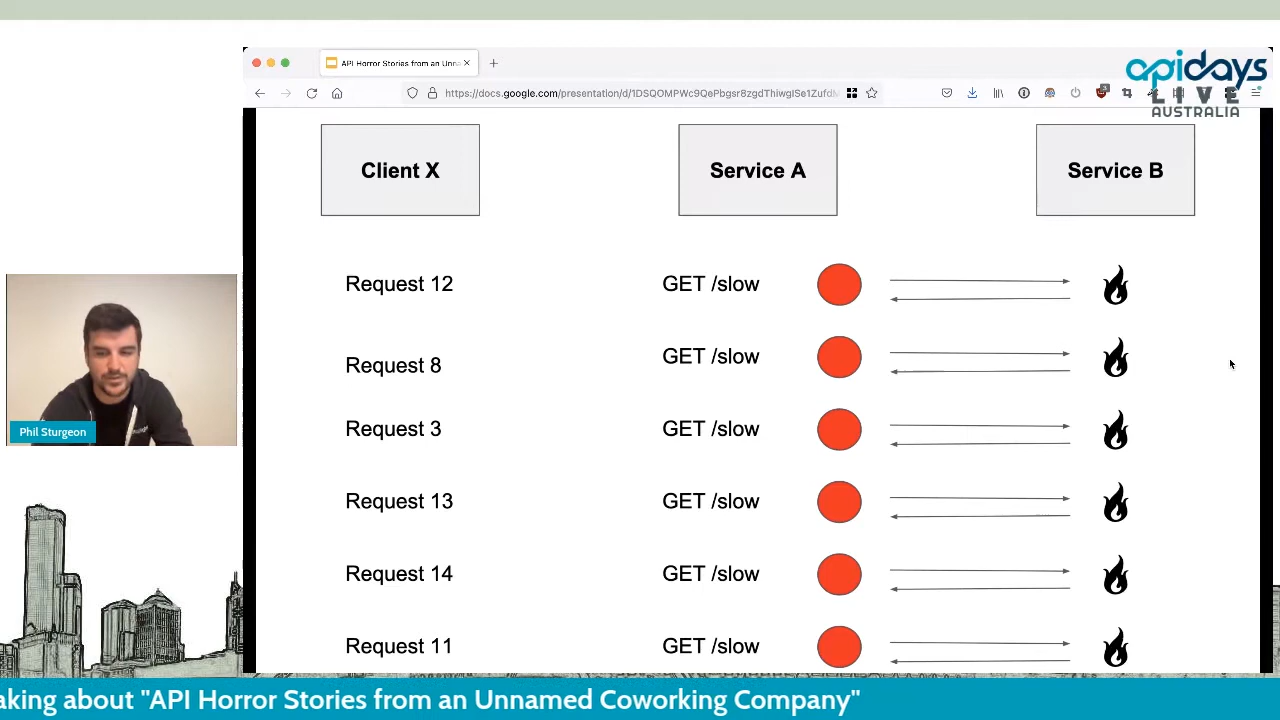 API Horror Stories from an Unna
https://docs.google.com/presentation/d/1DSQOMPWc9QePbgsr8zgdThiwgISe1ZufdM
apidays
LIVE
AUSTRALIA
Client X
Service A
Service B
Request 12
GET /slow
Request 8
GET /slow
Request 3
GET /slow
Request 13
GET /slow
Request 14
GET /slow
Request 11
GET /slow
Phil Sturgeon
aking about "API Horror Stories from an Unnamed Coworking Company"